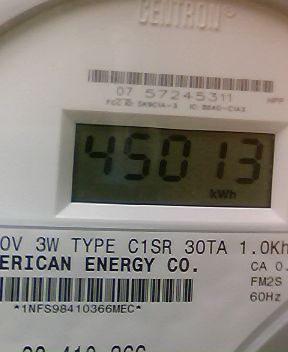 CENTRON®
07 57245311
45013
kWh
0V 3W TYPE C1SR 30TA 1.0Kh
ERICAN ENERGY CO.
CA 0.
FM2S
*1NFS98410366MEC*
60Hz